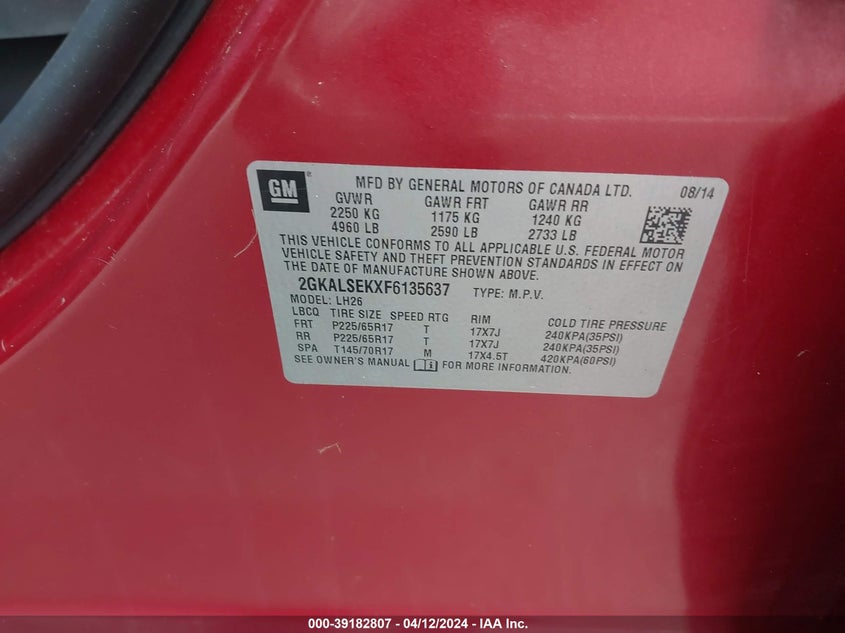 GM ® MFD BY GENERAL MOTORS OF CANADA LTD. 08/14
GVWR GAWR FRT GAWR RR
2250 KG 1175 KG 1240 KG
4960 LB 2590 LB 2733 LB
THIS VEHICLE CONFORMS TO ALL APPLICABLE U.S. FEDERAL MOTOR
VEHICLE SAFETY AND THEFT PREVENTION STANDARDS IN EFFECT ON
THE DATE OF MANUFACTURE SHOWN ABOVE.
2GKALSEKXF6135637 TYPE: M.P.V.
MODEL: LH26
LBCQ TIRE SIZE SPEED RTG RIM COLD TIRE PRESSURE
FRT P225/65R17 T 17X7J 240KPA(35PSI)
RR P225/65R17 T 17X7J 240KPA(35PSI)
SPA T145/70R17 M 17X4.5T 420KPA(60PSI)
SEE OWNER'S MANUAL FOR MORE INFORMATION.
000-39182807 - 04/12/2024 - IAA Inc.